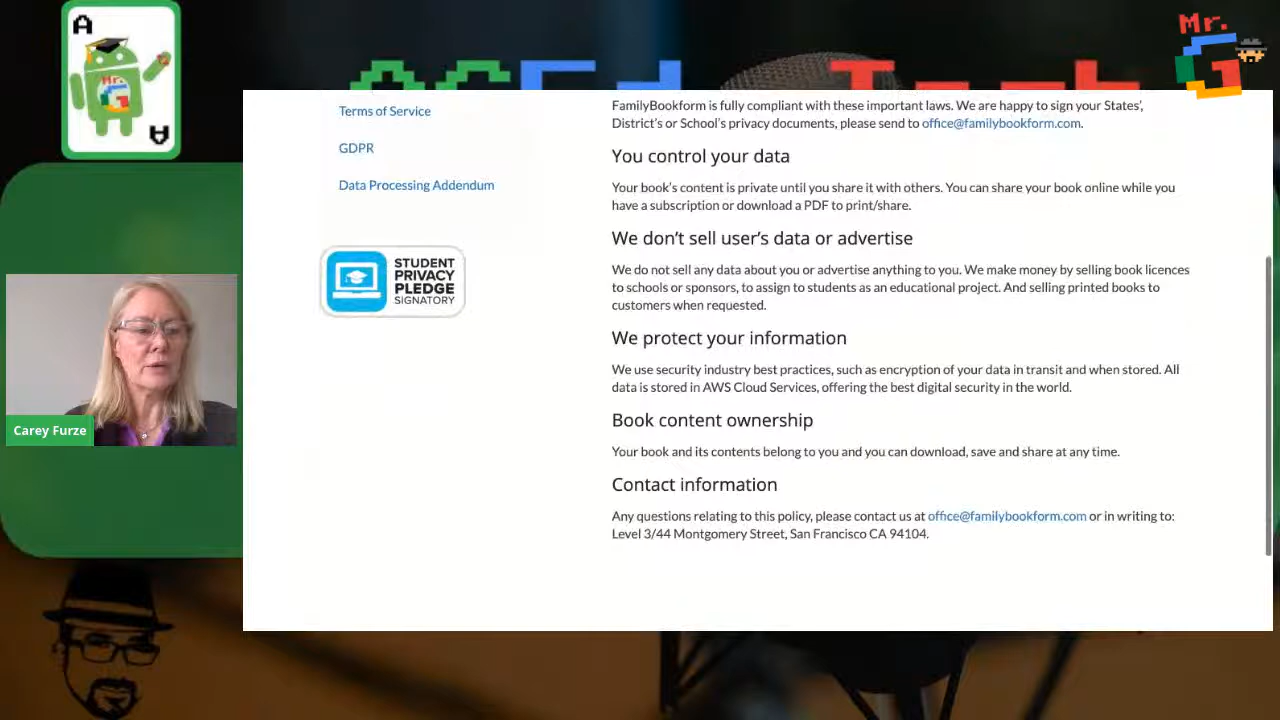 A
Mr.
Mr.
A
Terms of Service
GDPR
Data Processing Addendum
STUDENT
PRIVACY
PLEDGE
SIGNATORY
FamilyBookform is fully compliant with these important laws. We are happy to sign your States’,
District’s or School’s privacy documents, please send to office@familybookform.com.
You control your data
Your book’s content is private until you share it with others. You can share your book online while you
have a subscription or download a PDF to print/share.
We don’t sell user’s data or advertise
We do not sell any data about you or advertise anything to you. We make money by selling book licences
to schools or sponsors, to assign to students as an educational project. And selling printed books to
customers when requested.
We protect your information
We use security industry best practices, such as encryption of your data in transit and when stored. All
data is stored in AWS Cloud Services, offering the best digital security in the world.
Book content ownership
Your book and its contents belong to you and you can download, save and share at any time.
Contact information
Any questions relating to this policy, please contact us at office@familybookform.com or in writing to:
Level 3/44 Montgomery Street, San Francisco CA 94104.
Carey Furze